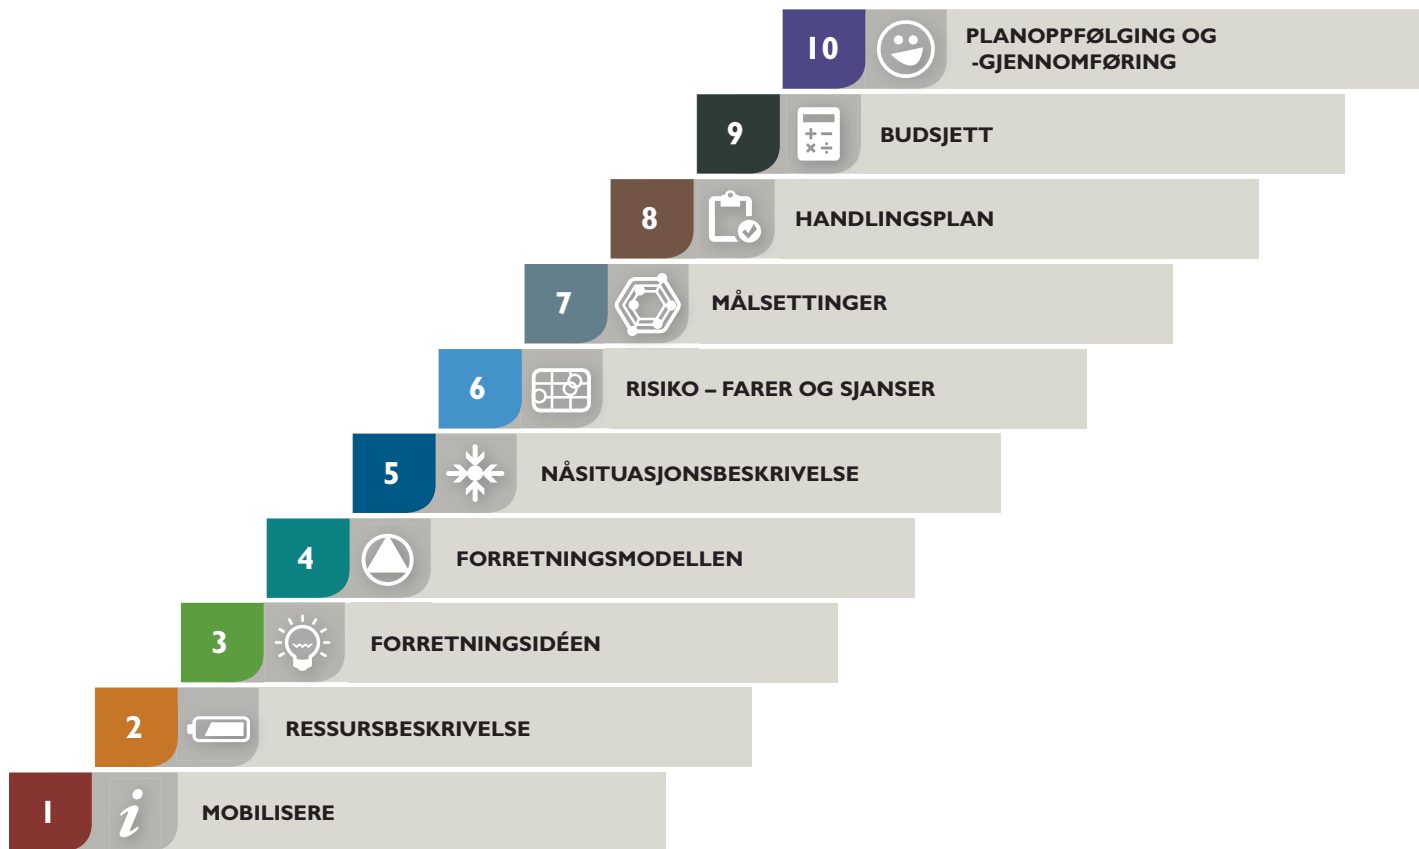 10 PLANOPPFØLGING OG
-GJENNOMFØRING
9 BUDSJETT
8 HANDLINGSPLAN
7 MÅLSETTINGER
6 RISIKO – FARER OG SJANSER
5 NÅSITUASJONSBESKRIVELSE
4 FORRETNINGSMODELLEN
3 FORRETNINGSIDÉEN
2 RESSURSBESKRIVELSE
1 i MOBILISERE